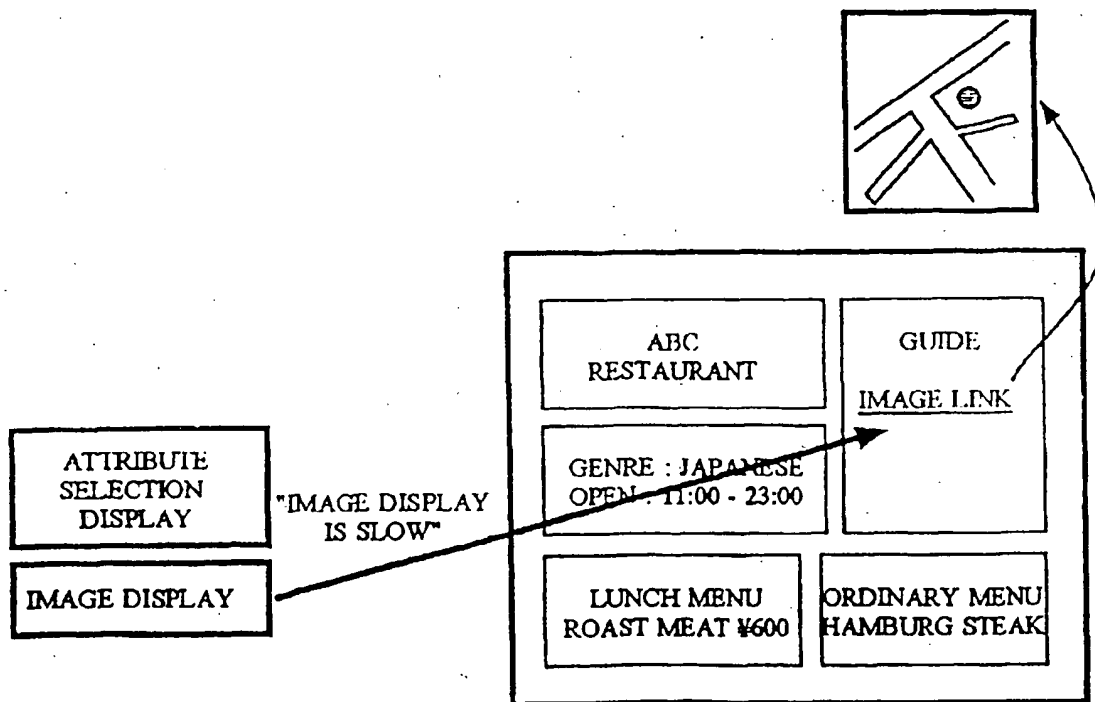 ABC
RESTAURANT
GUIDE
IMAGE LINK
GENRE : JAPANESE
OPEN : 11:00 - 23:00
ATTRIBUTE
SELECTION
DISPLAY
"IMAGE DISPLAY
IS SLOW"
IMAGE DISPLAY
LUNCH MENU
ROAST MEAT ¥600
ORDINARY MENU
HAMBURG STEAK